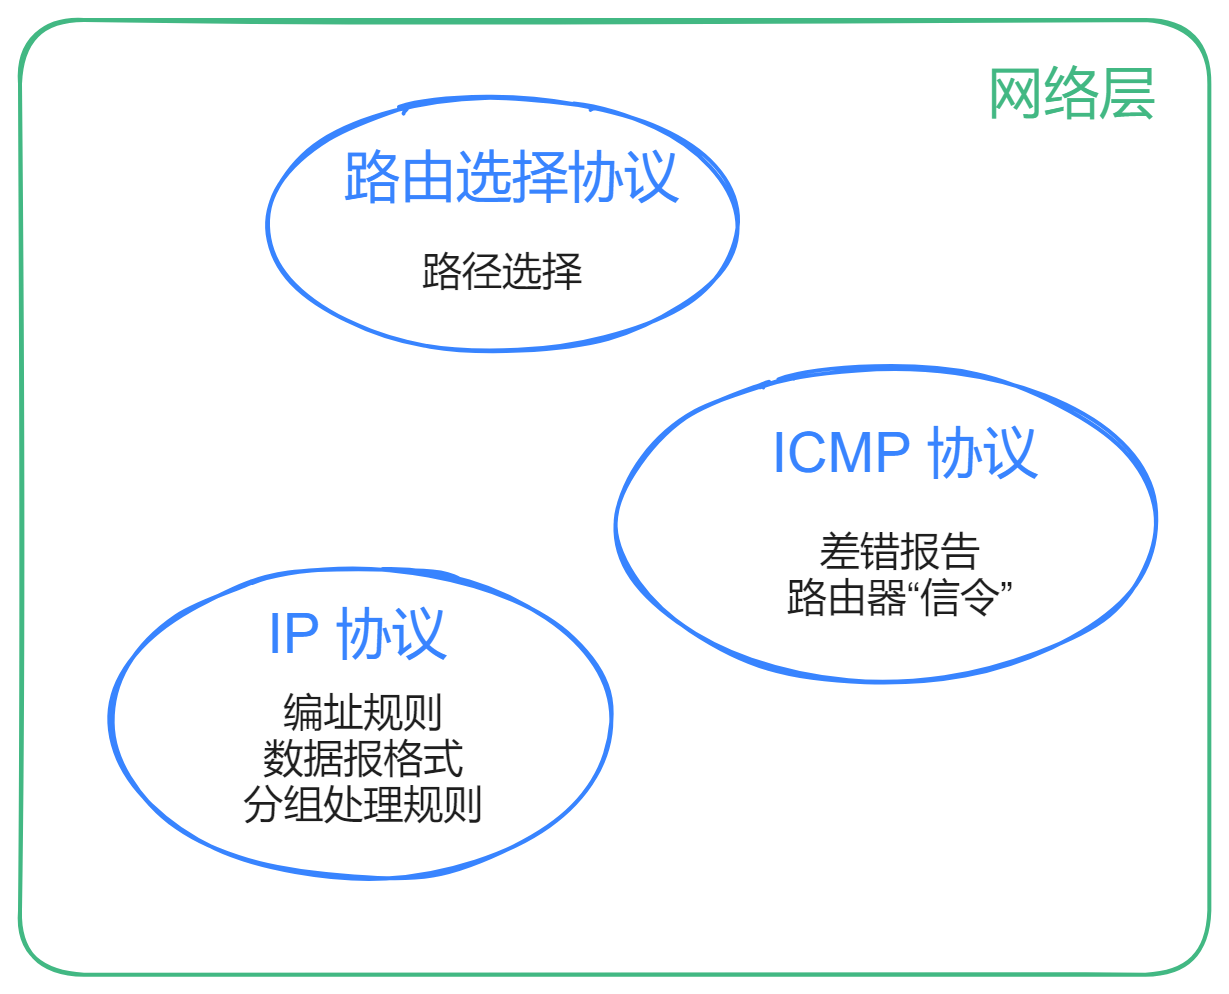 网络层
路由选择协议
路径选择
ICMP 协议
差错报告
路由器“信令”
IP 协议
编址规则
数据报格式
分组处理规则